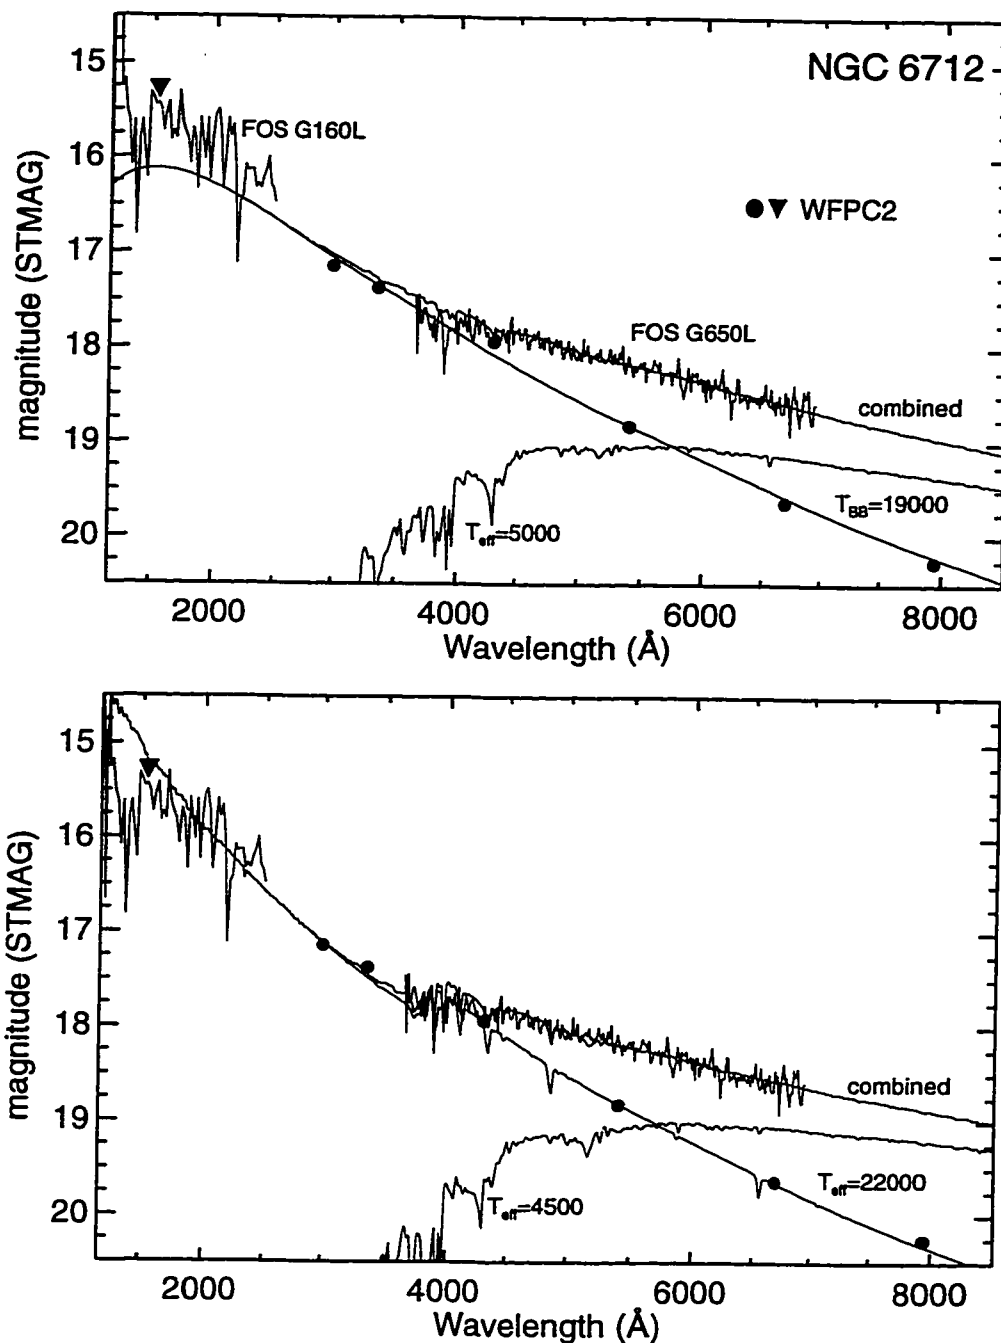 NGC 6712
15
16
17
18
19
20
magnitude (STMAG)
FOS G160L
● ▼ WFPC2
FOS G650L
combined
T_BB=19000
T_eff=5000
2000 4000 6000 8000
Wavelength (Å)
15
16
17
18
19
20
magnitude (STMAG)
combined
T_eff=22000
T_eff=4500
2000 4000 6000 8000
Wavelength (Å)